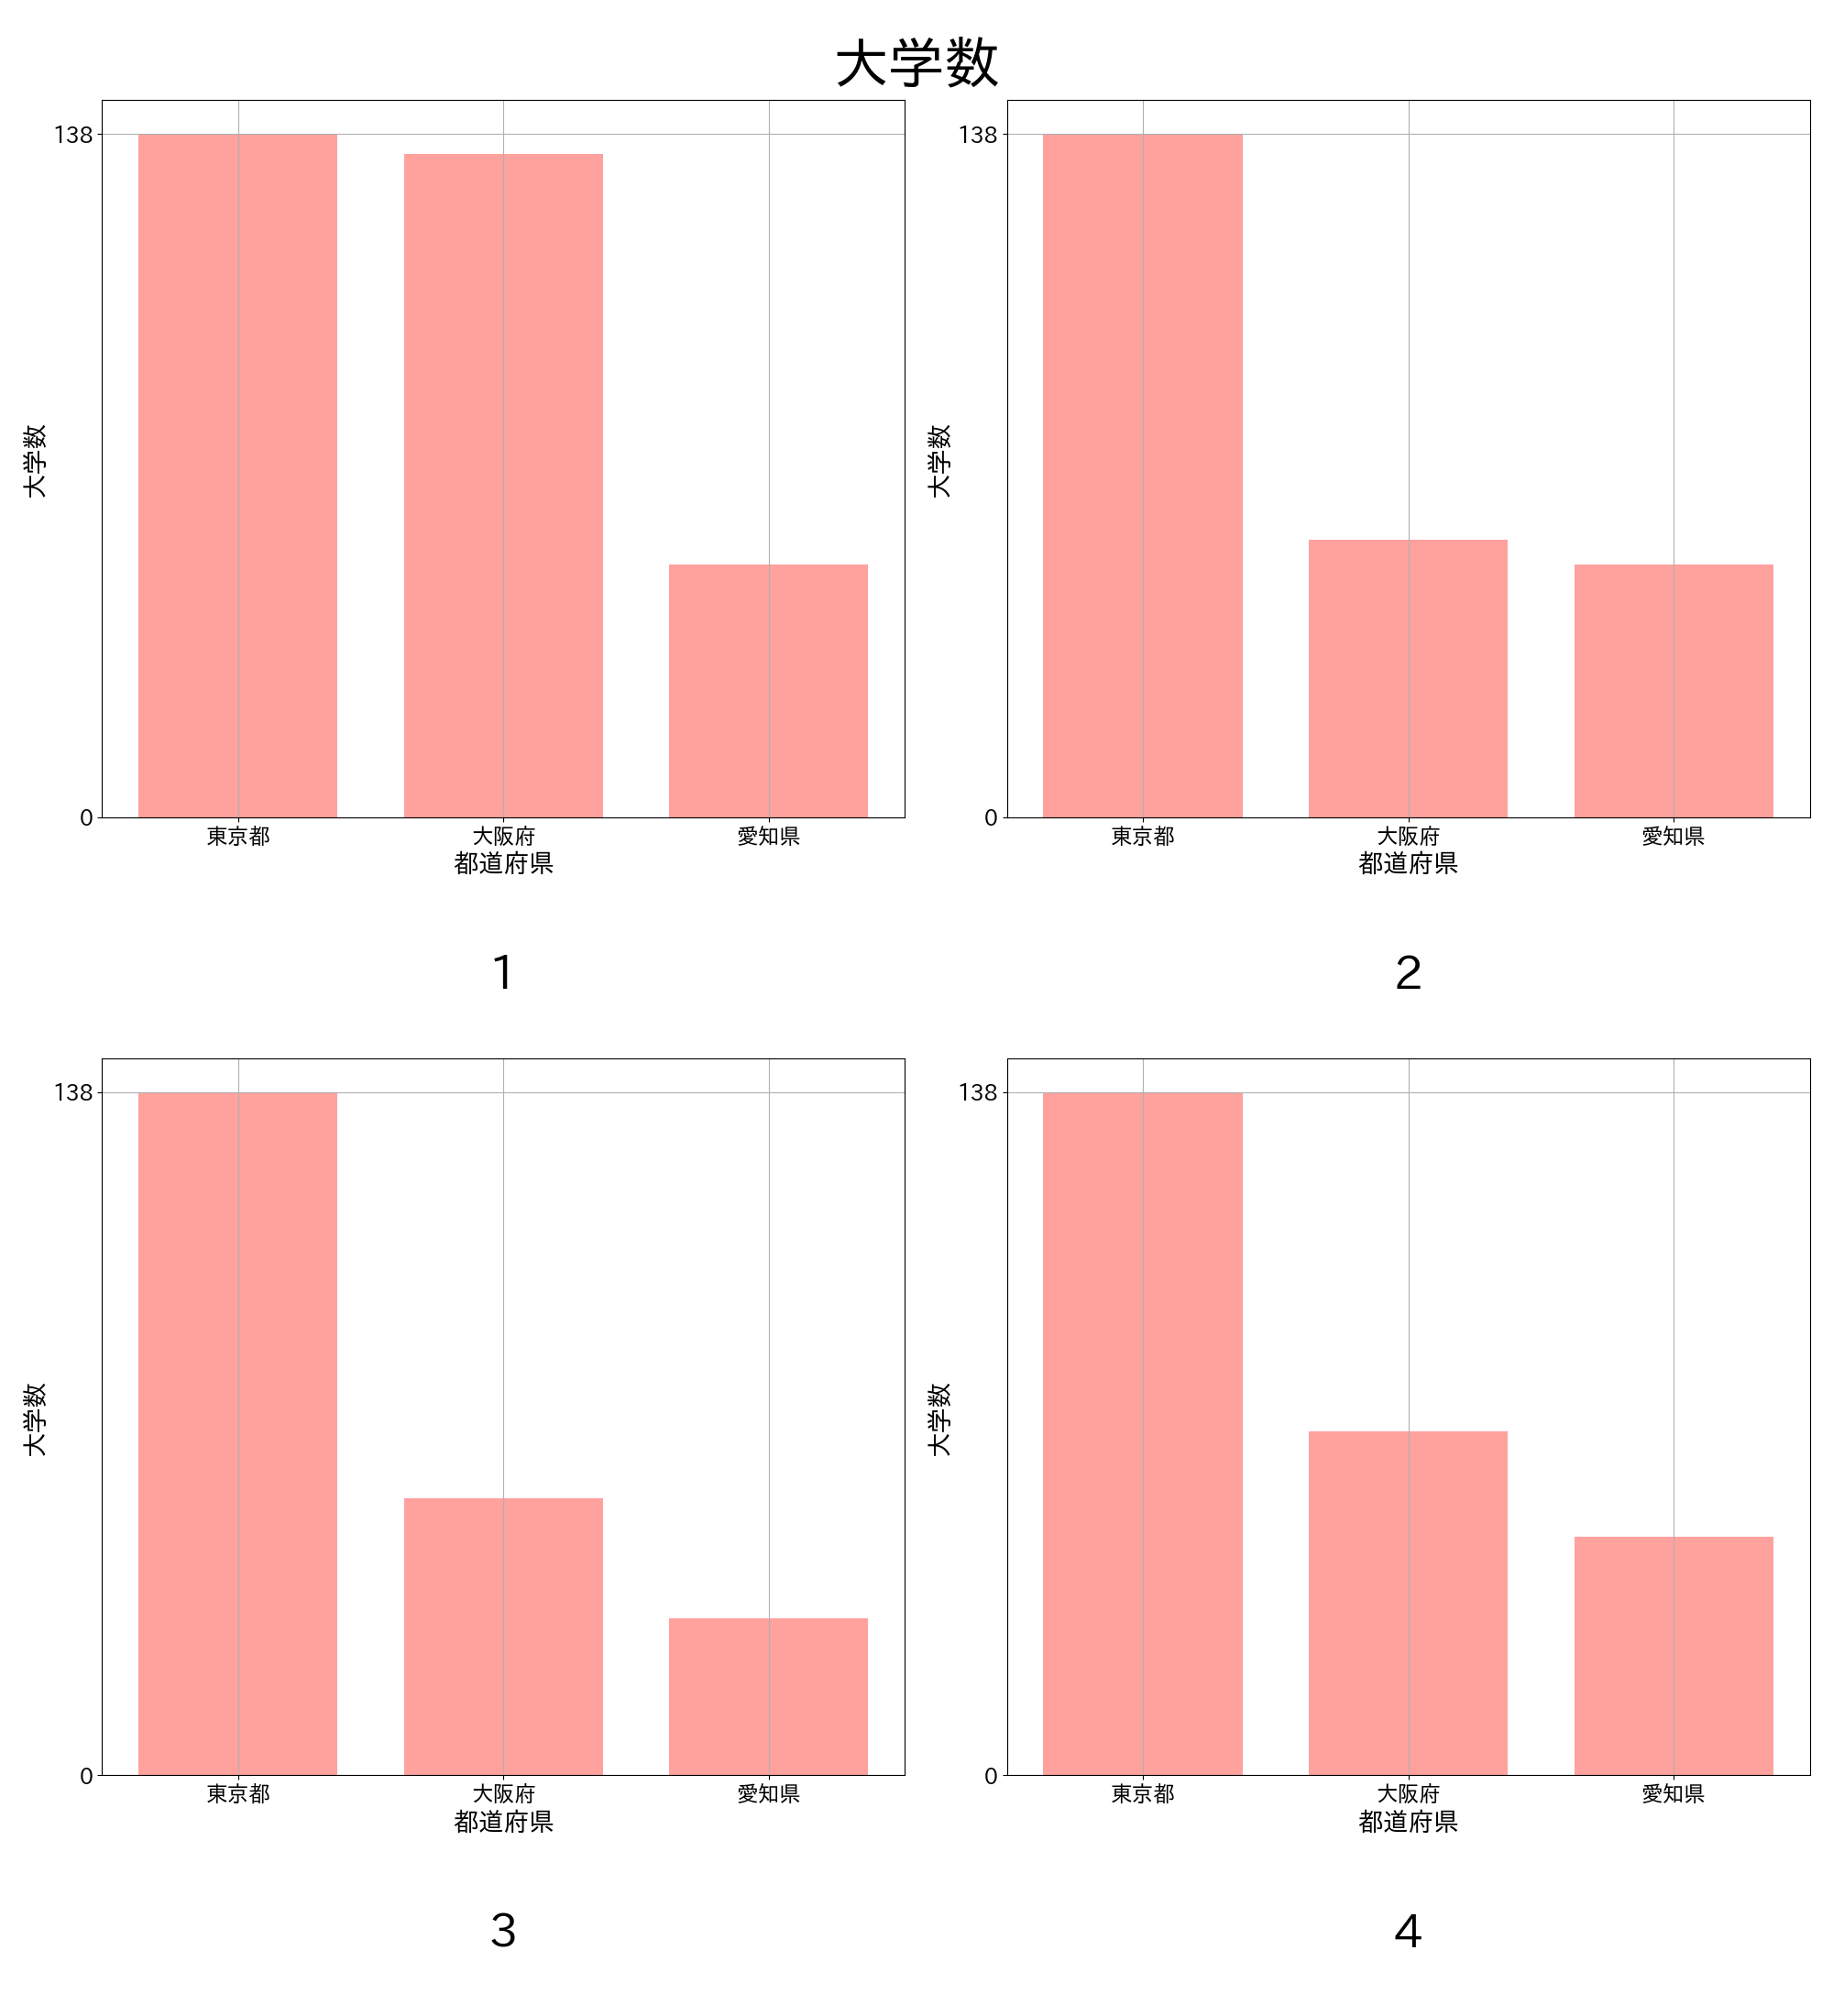 大学数
138
0
大学数
東京都 大阪府 愛知県
都道府県
1
138
0
大学数
東京都 大阪府 愛知県
都道府県
2
138
0
大学数
東京都 大阪府 愛知県
都道府県
3
138
0
大学数
東京都 大阪府 愛知県
都道府県
4